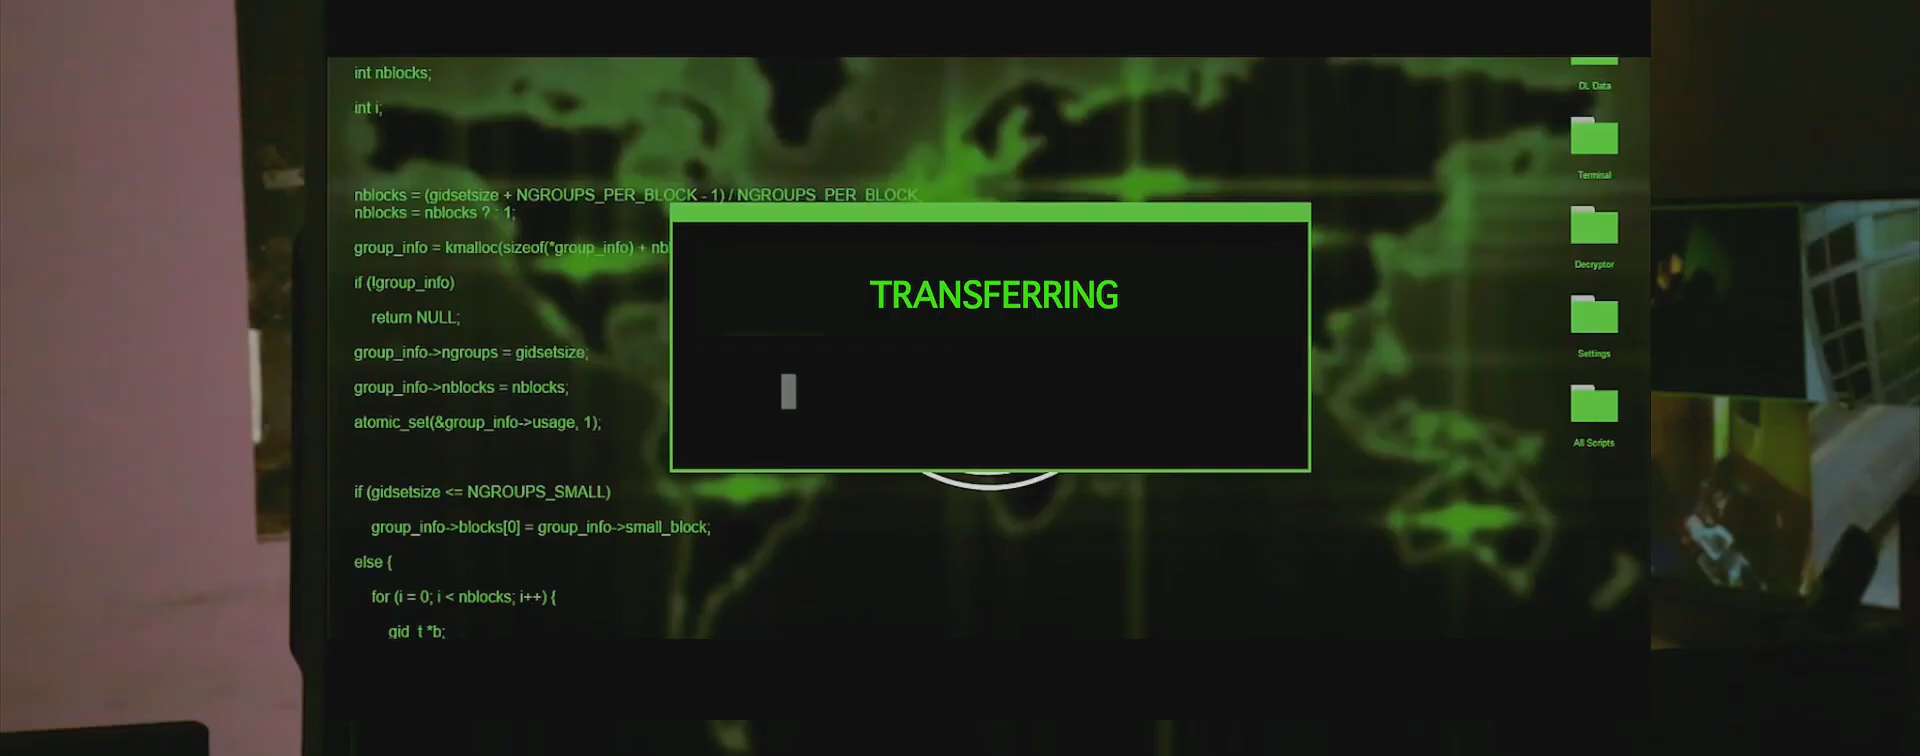 int nblocks;
int i;
nblocks = (gidsetsize + NGROUPS_PER_BLOCK - 1) / NGROUPS_PER_BLOCK
nblocks = nblocks ? : 1;
group_info = kmalloc(sizeof(*group_info) + nbl
if (!group_info)
return NULL;
group_info->ngroups = gidsetsize;
group_info->nblocks = nblocks;
atomic_set(&group_info->usage, 1);
if (gidsetsize <= NGROUPS_SMALL)
group_info->blocks[0] = group_info->small_block;
else {
for (i = 0; i < nblocks; i++) {
gid_t *b;
TRANSFERRING
DL Data
Terminal
Decryptor
Settings
All Scripts